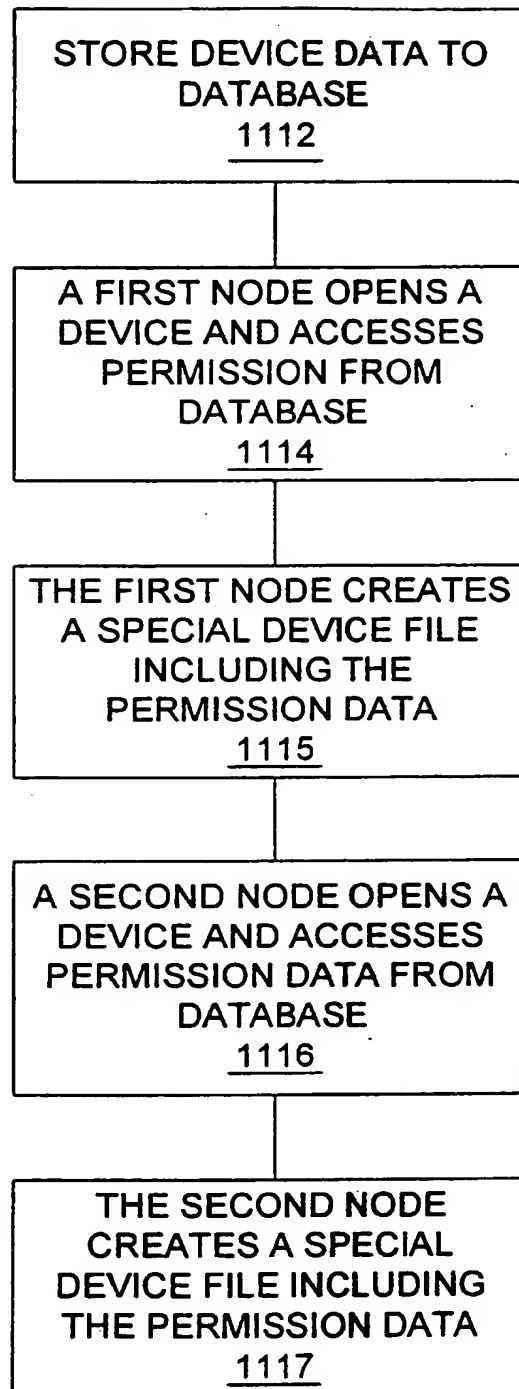 STORE DEVICE DATA TO
DATABASE
1112
A FIRST NODE OPENS A
DEVICE AND ACCESSES
PERMISSION FROM
DATABASE
1114
THE FIRST NODE CREATES
A SPECIAL DEVICE FILE
INCLUDING THE
PERMISSION DATA
1115
A SECOND NODE OPENS A
DEVICE AND ACCESSES
PERMISSION DATA FROM
DATABASE
1116
THE SECOND NODE
CREATES A SPECIAL
DEVICE FILE INCLUDING
THE PERMISSION DATA
1117